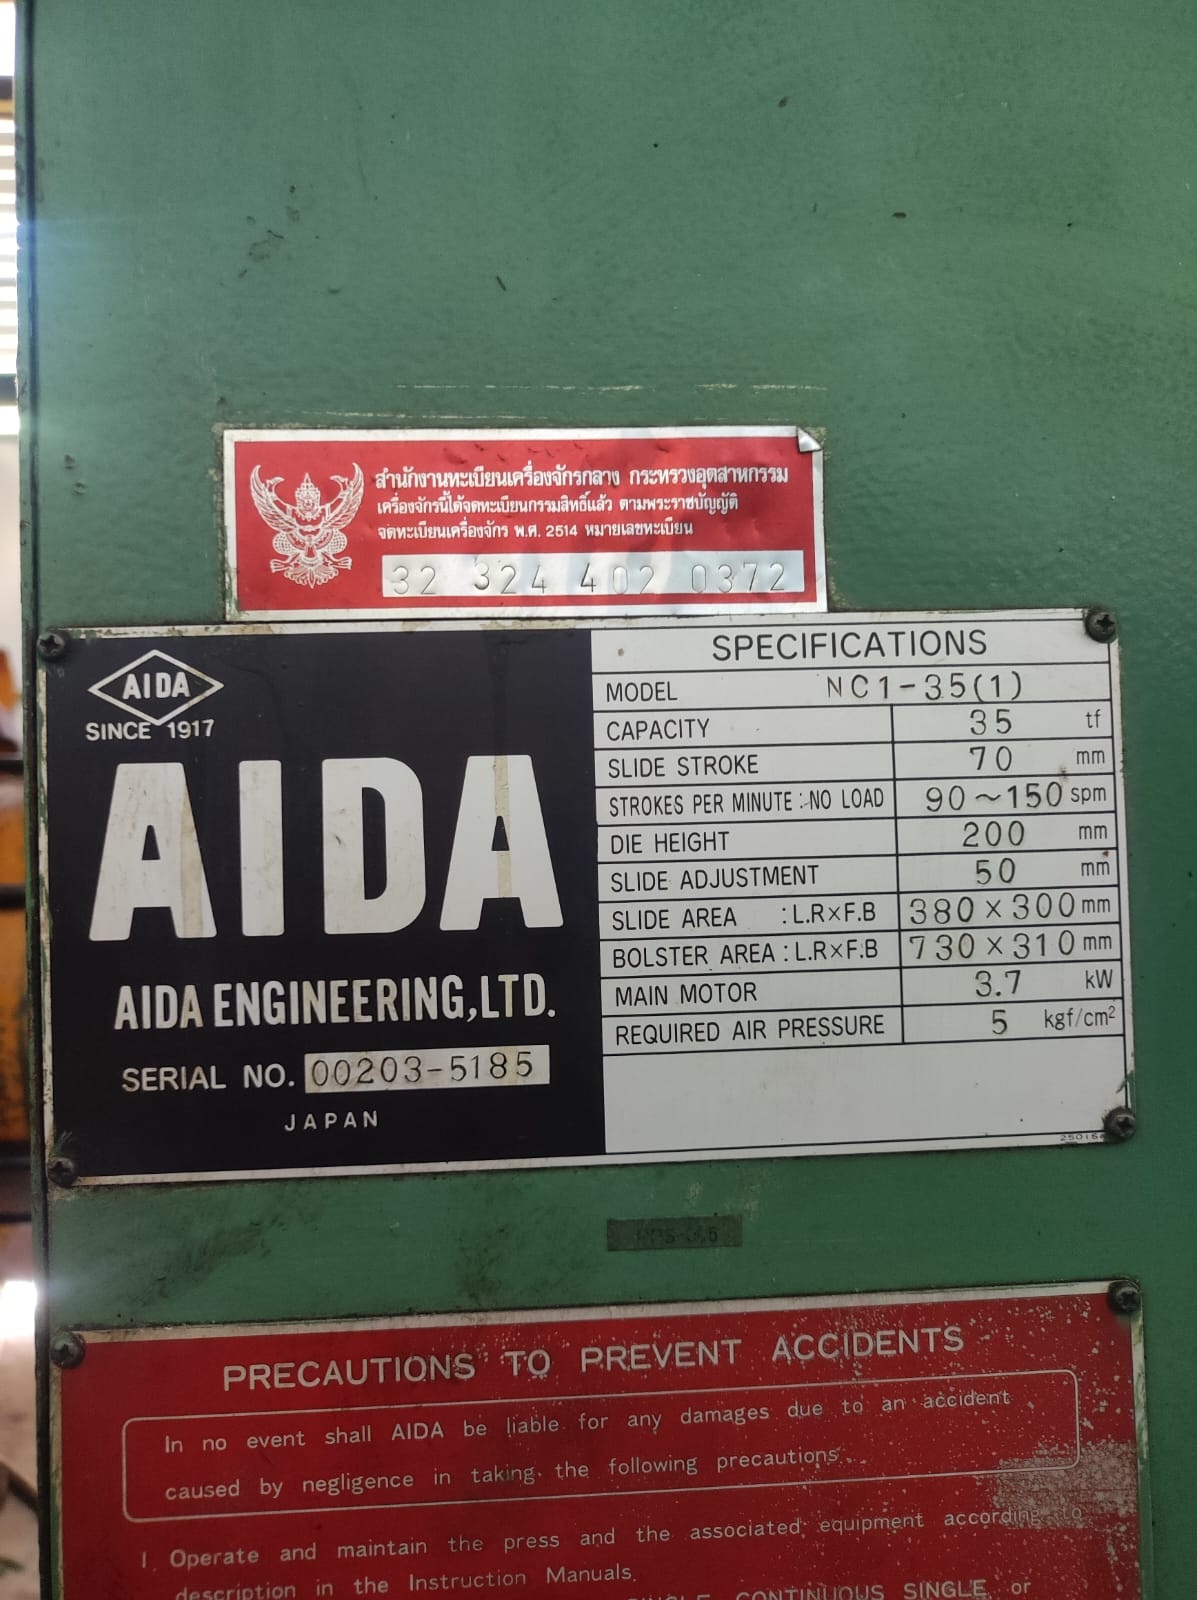 สำนักงานทะเบียนเครื่องจักรกลาง กระทรวงอุตสาหกรรม
เครื่องจักรนี้ได้จดทะเบียนกรรมสิทธิ์แล้ว ตามพระราชบัญญัติ
จดทะเบียนเครื่องจักร พ.ศ. 2514 หมายเลขทะเบียน
32 324 402 0372
AIDA
SINCE 1917
AIDA
AIDA ENGINEERING,LTD.
SERIAL NO. 00203-5185
JAPAN
SPECIFICATIONS
MODEL NC1-35(1)
CAPACITY 35 tf
SLIDE STROKE 70 mm
STROKES PER MINUTE : NO LOAD 90~150 spm
DIE HEIGHT 200 mm
SLIDE ADJUSTMENT 50 mm
SLIDE AREA :L.R×F.B 380×300 mm
BOLSTER AREA : L.R×F.B 730×310 mm
MAIN MOTOR 3.7 kW
REQUIRED AIR PRESSURE 5 kgf/cm²
PRECAUTIONS TO PREVENT ACCIDENTS
In no event shall AIDA be liable for any damages due to an accident
caused by negligence in taking the following precautions.
1. Operate and maintain the press and the associated equipment according to
description in the Instruction Manuals.
SINGLE, CONTINUOUS SINGLE or